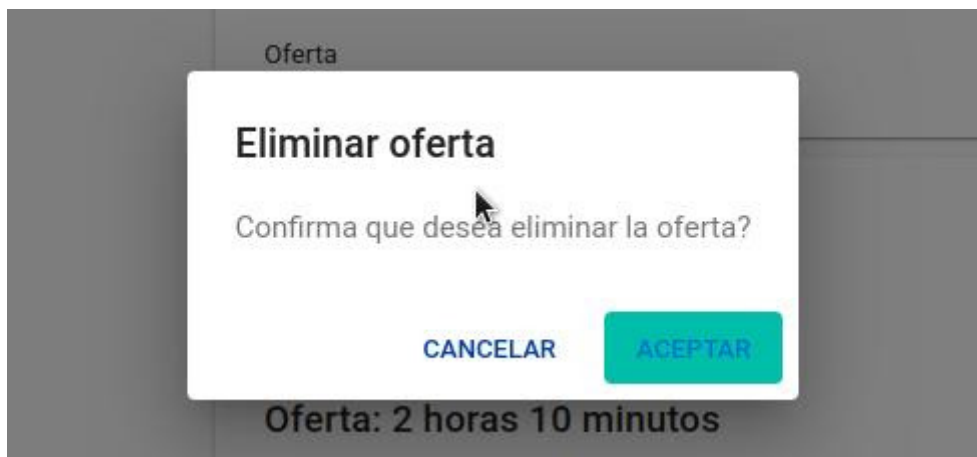 Oferta
Eliminar oferta
Confirma que desea eliminar la oferta?
CANCELAR ACEPTAR
Oferta: 2 horas 10 minutos